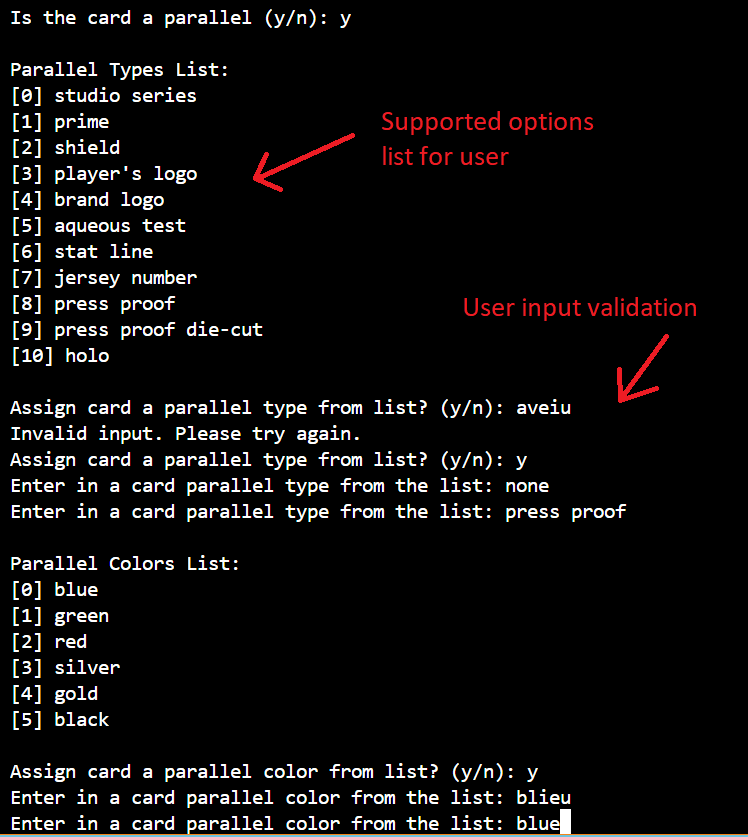 Is the card a parallel (y/n): y
Parallel Types List:
[0] studio series
[1] prime
[2] shield
[3] player's logo
[4] brand logo
[5] aqueous test
[6] stat line
[7] jersey number
[8] press proof
[9] press proof die-cut
[10] holo
Supported options
list for user
User input validation
Assign card a parallel type from list? (y/n): aveiu
Invalid input. Please try again.
Assign card a parallel type from list? (y/n): y
Enter in a card parallel type from the list: none
Enter in a card parallel type from the list: press proof
Parallel Colors List:
[0] blue
[1] green
[2] red
[3] silver
[4] gold
[5] black
Assign card a parallel color from list? (y/n): y
Enter in a card parallel color from the list: blieu
Enter in a card parallel color from the list: blue